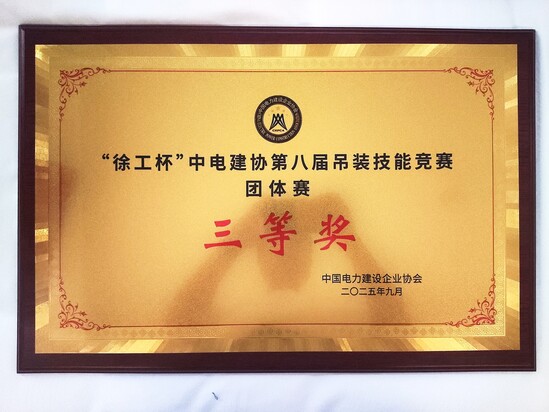 “徐工杯”中电建协第八届吊装技能竞赛
团体赛
三等奖
中国电力建设企业协会
二〇二五年九月